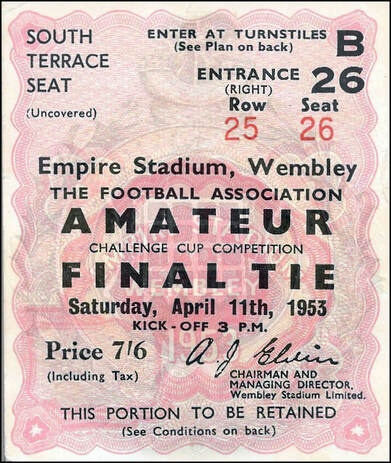 SOUTH TERRACE SEAT
(Uncovered)
ENTER AT TURNSTILES
(See Plan on back)
B
ENTRANCE 26
(RIGHT)
Row Seat
25 26
Empire Stadium, Wembley
THE FOOTBALL ASSOCIATION
AMATEUR
CHALLENGE CUP COMPETITION
FINAL TIE
Saturday, April 11th, 1953
KICK-OFF 3 P.M.
Price 7/6
(Including Tax)
A J Elvin
CHAIRMAN AND
MANAGING DIRECTOR,
Wembley Stadium Limited.
THIS PORTION TO BE RETAINED
(See Conditions on back)